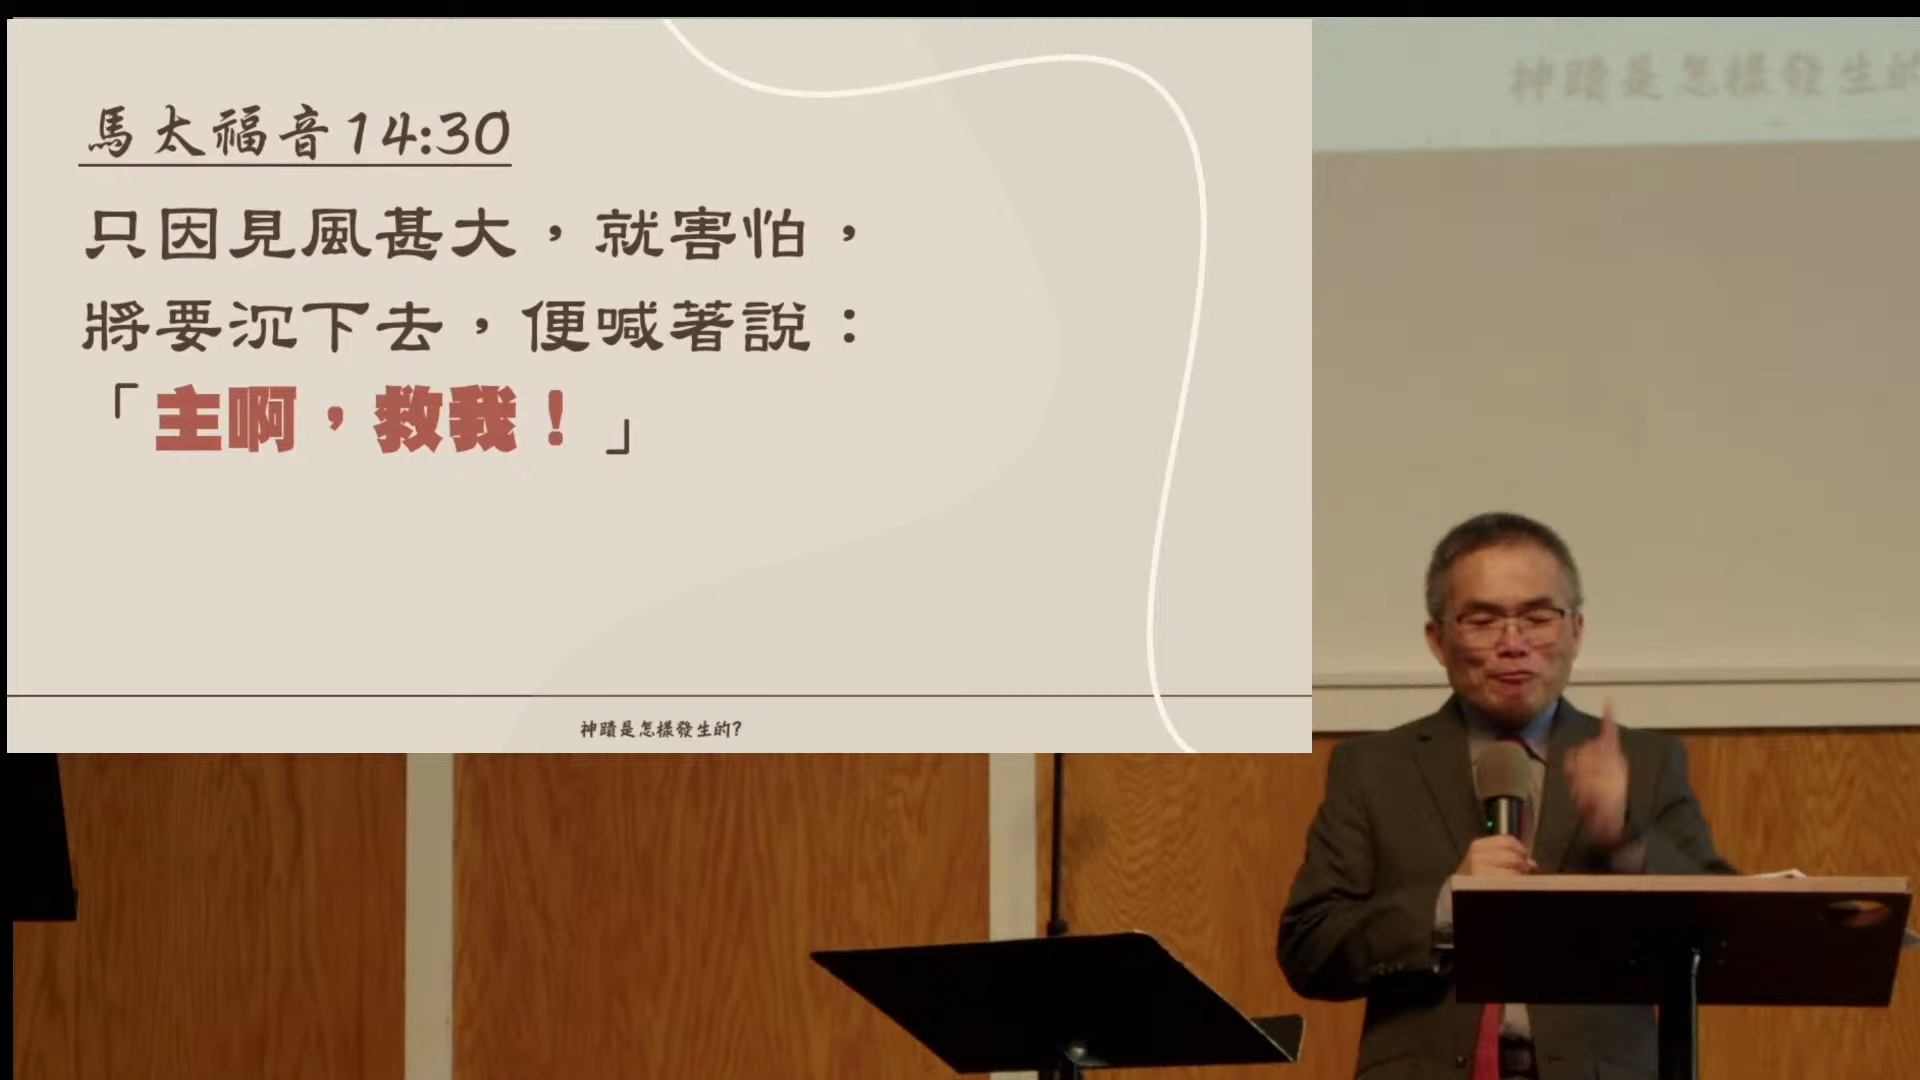 馬太福音14:30
只因見風甚大，就害怕，
將要沉下去，便喊著說：
「主啊，救我！」
神蹟是怎樣發生的?
神蹟是怎樣發生的